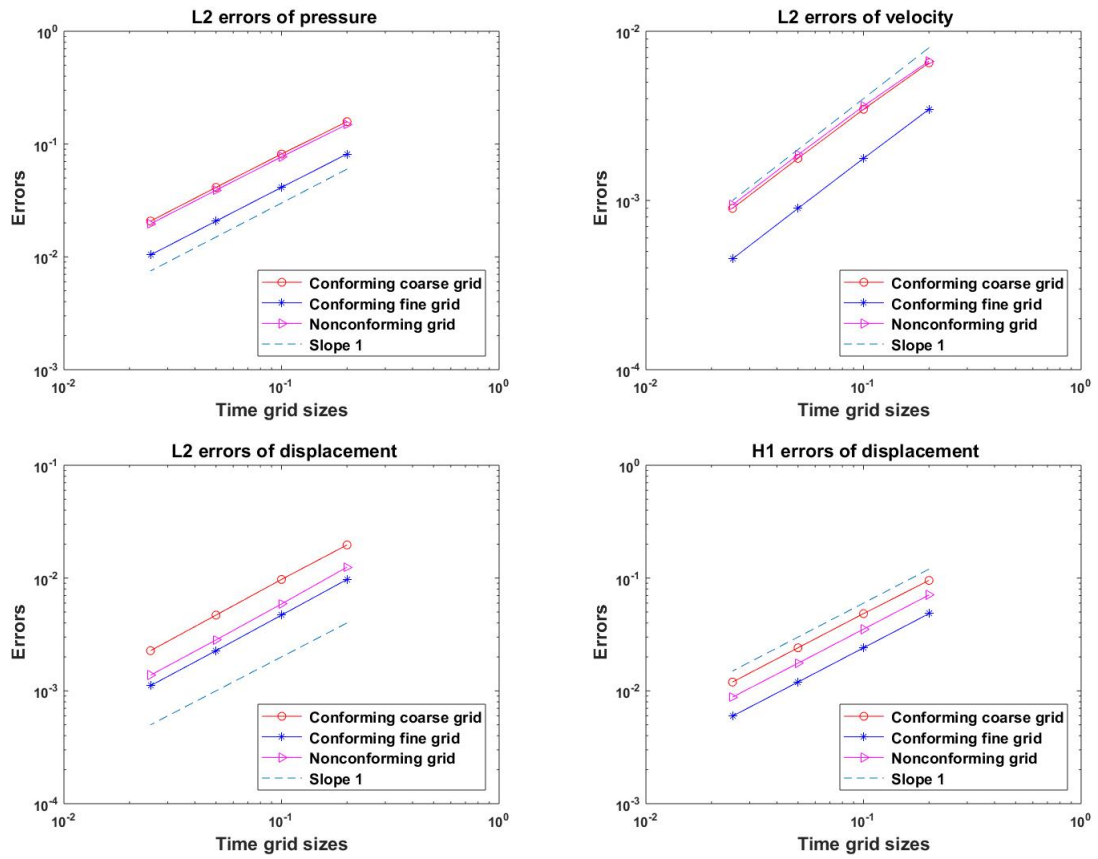 L2 errors of pressure
10^0
10^-1
10^-2
10^-3
Errors
Conforming coarse grid
Conforming fine grid
Nonconforming grid
Slope 1
10^-2
10^-1
10^0
Time grid sizes
L2 errors of velocity
10^-2
10^-3
10^-4
Errors
Conforming coarse grid
Conforming fine grid
Nonconforming grid
Slope 1
10^-2
10^-1
10^0
Time grid sizes
L2 errors of displacement
10^-1
10^-2
10^-3
10^-4
Errors
Conforming coarse grid
Conforming fine grid
Nonconforming grid
Slope 1
10^-2
10^-1
10^0
Time grid sizes
H1 errors of displacement
10^0
10^-1
10^-2
10^-3
Errors
Conforming coarse grid
Conforming fine grid
Nonconforming grid
Slope 1
10^-2
10^-1
10^0
Time grid sizes